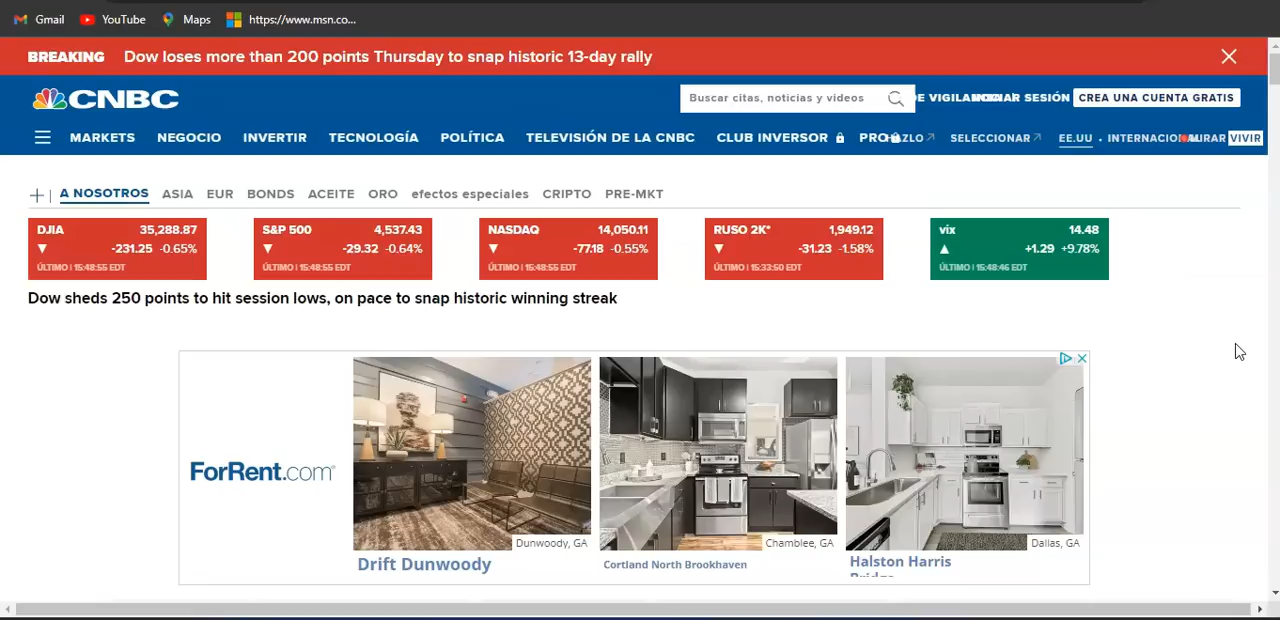 Gmail YouTube Maps https://www.msn.co...
BREAKING Dow loses more than 200 points Thursday to snap historic 13-day rally
CNBC Buscar citas, noticias y videos DE VIGILANCIA SESIÓN CREA UNA CUENTA GRATIS
MARKETS NEGOCIO INVERTIR TECNOLOGÍA POLÍTICA TELEVISIÓN DE LA CNBC CLUB INVERSOR PRO HAZLO SELECCIONAR EE.UU • INTERNACIONAL VIVIR
A NOSOTROS ASIA EUR BONDS ACEITE ORO efectos especiales CRIPTO PRE-MKT
DJIA 35,288.87 S&P 500 4,537.43 NASDAQ 14,050.11 RUSO 2K* 1,949.12 vix 14.48
▼ -231.25 -0.65% ▼ -29.32 -0.64% ▼ -77.18 -0.55% ▼ -31.23 -1.58% ▲ +1.29 +9.78%
ÚLTIMO | 15:48:55 EDT ÚLTIMO | 15:48:55 EDT ÚLTIMO | 15:48:55 EDT ÚLTIMO | 15:33:50 EDT ÚLTIMO | 15:48:46 EDT
Dow sheds 250 points to hit session lows, on pace to snap historic winning streak
ForRent.com®
Dunwoody, GA Chamblee, GA Dallas, GA
Drift Dunwoody Cortland North Brookhaven Halston Harris
Bridge